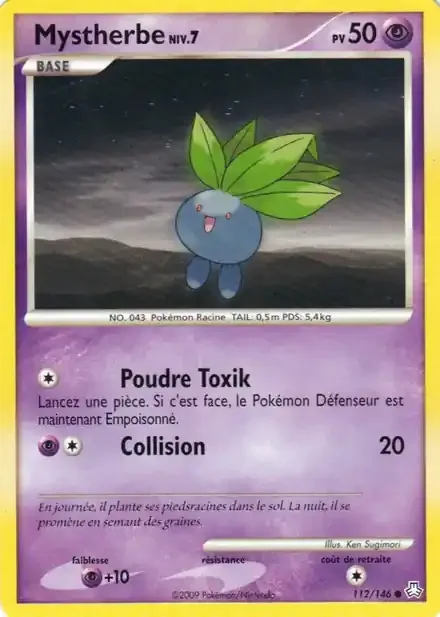 Mystherbe NIV.7 PV 50
BASE
NO. 043 Pokémon Racine TAIL: 0,5m PDS: 5,4kg
Poudre Toxik
Lancez une pièce. Si c'est face, le Pokémon Défenseur est
maintenant Empoisonné.
Collision 20
En journée, il plante ses piedsracines dans le sol. La nuit, il se
promène en semant des graines.
Illus. Ken Sugimori
faiblesse résistance coût de retraite
+10
©2009 Pokémon/Nintendo 112/146